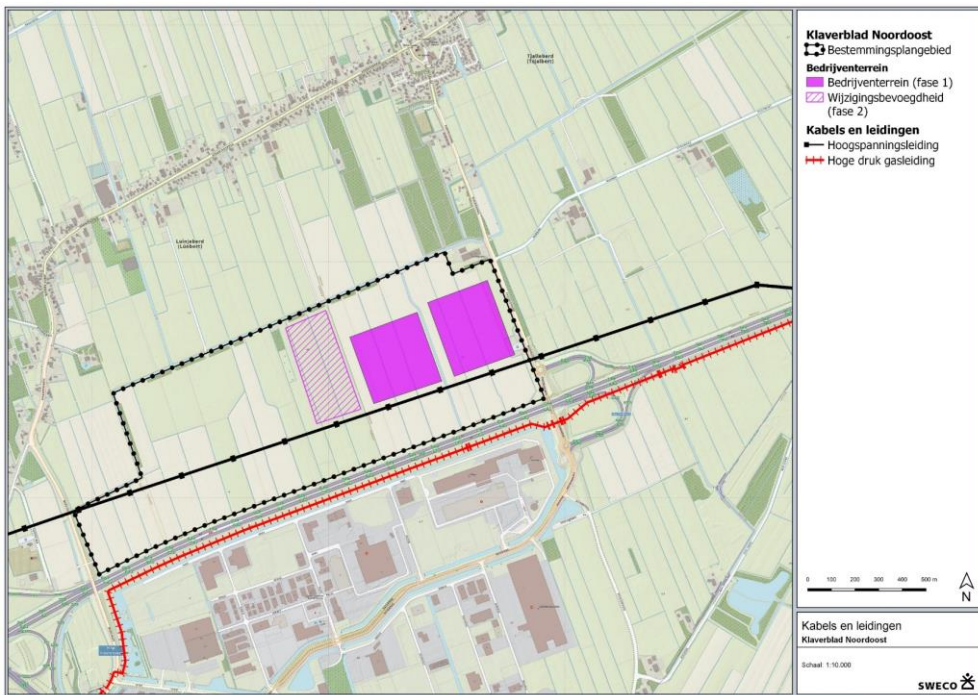 Klaverblad Noordoost
Bestemmingsplangebied
Bedrijventerrein
Bedrijventerrein (fase 1)
Wijzigingsbevoegdheid
(fase 2)
Kabels en leidingen
Hoogspanningsleiding
Hoge druk gasleiding
Tjalleberd
(Tsjalbert)
Luinjeberd
(Lúnbert)
0 100 200 300 400 500 m
N
Kabels en leidingen
Klaverblad Noordoost
Schaal: 1:10.000
SWECO